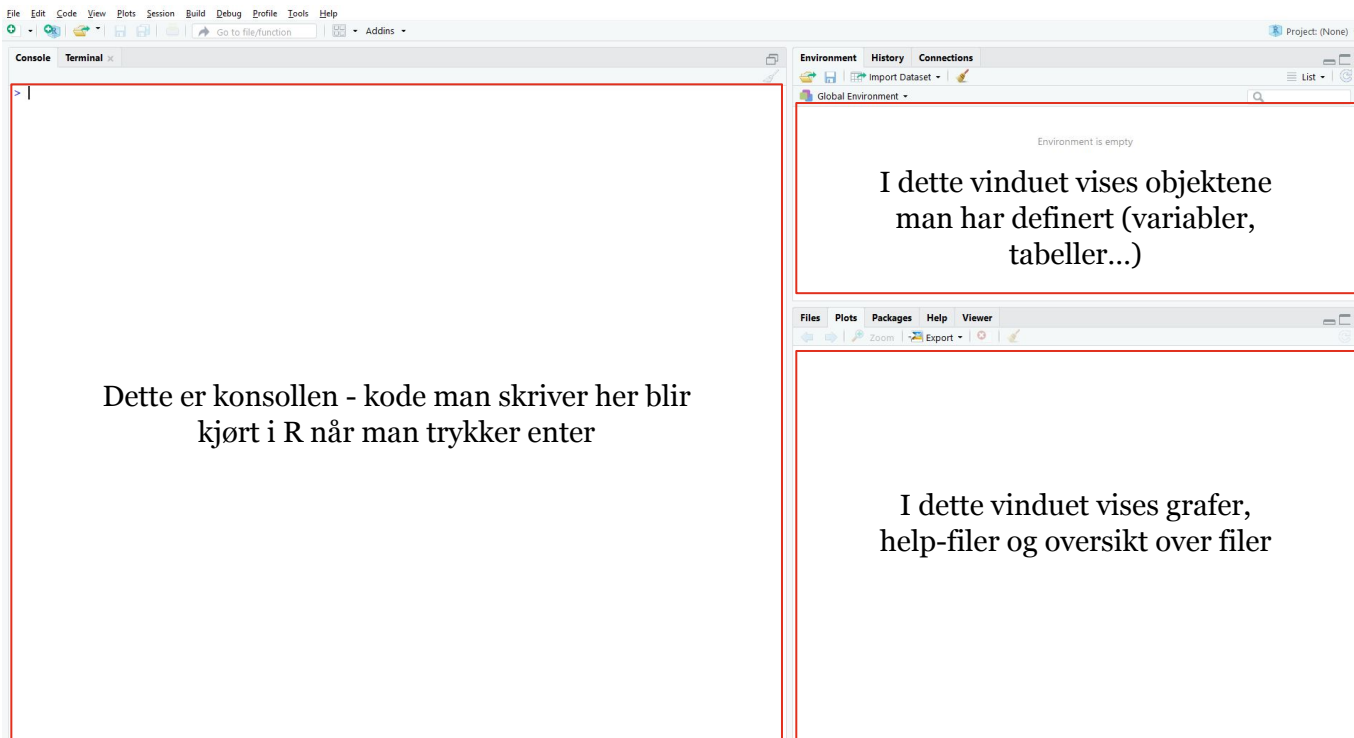 File Edit Code View Plots Session Build Debug Profile Tools Help
Go to file/function Addins Project: (None)
Console Terminal
>
Environment History Connections
Import Dataset List
Global Environment
Environment is empty
I dette vinduet vises objektene
man har definert (variabler,
tabeller...)
Files Plots Packages Help Viewer
Zoom Export
Dette er konsollen - kode man skriver her blir
kjørt i R når man trykker enter
I dette vinduet vises grafer,
help-filer og oversikt over filer